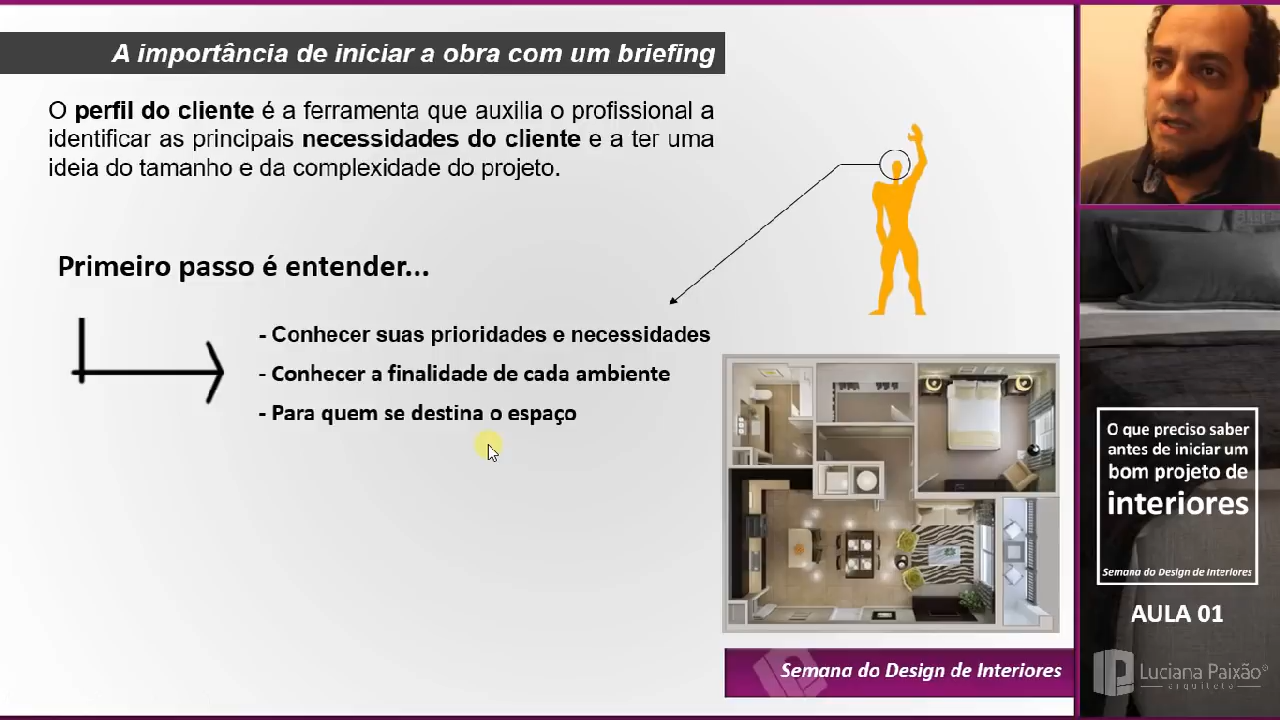 A importância de iniciar a obra com um briefing
O perfil do cliente é a ferramenta que auxilia o profissional a
identificar as principais necessidades do cliente e a ter uma
ideia do tamanho e da complexidade do projeto.
Primeiro passo é entender...
- Conhecer suas prioridades e necessidades
- Conhecer a finalidade de cada ambiente
- Para quem se destina o espaço
Semana do Design de Interiores
O que preciso saber
antes de iniciar um
bom projeto de
interiores
Semana do Design de Interiores
AULA 01
Luciana Paixão®
arquiteta